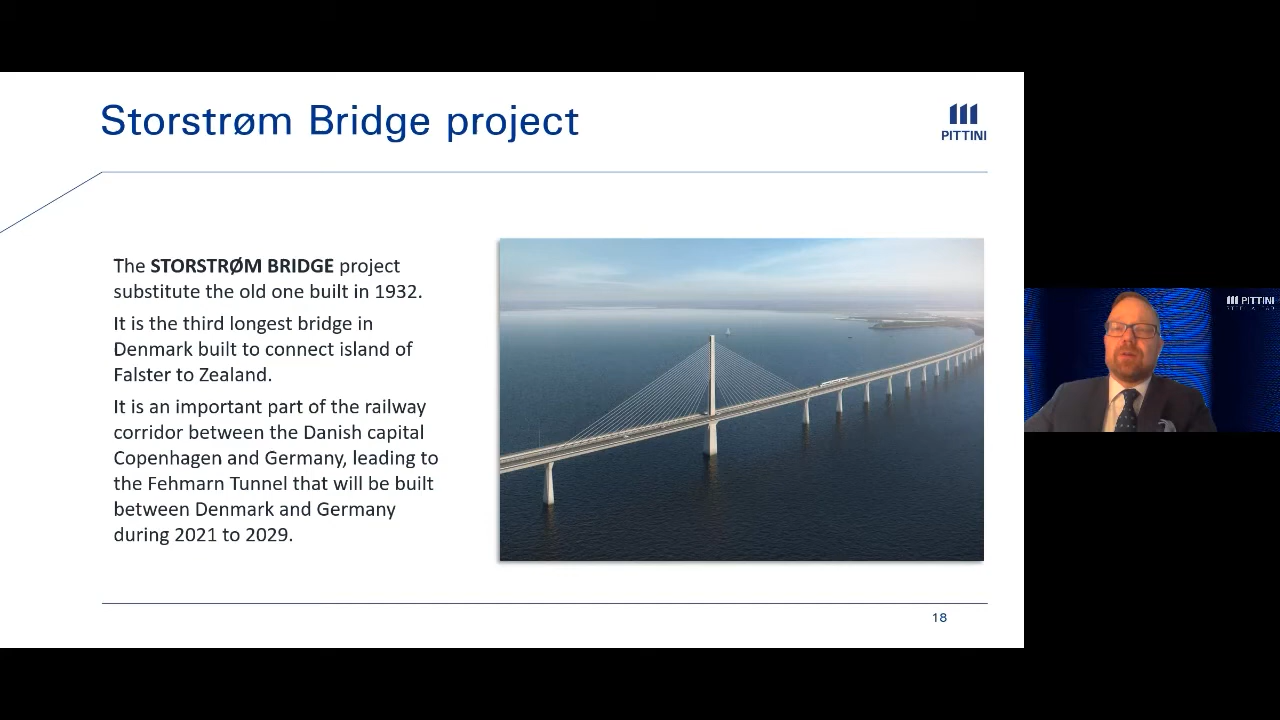 Storstrøm Bridge project
PITTINI
The STORSTRØM BRIDGE project
substitute the old one built in 1932.
It is the third longest bridge in
Denmark built to connect island of
Falster to Zealand.
It is an important part of the railway
corridor between the Danish capital
Copenhagen and Germany, leading to
the Fehmarn Tunnel that will be built
between Denmark and Germany
during 2021 to 2029.
18
PITTINI